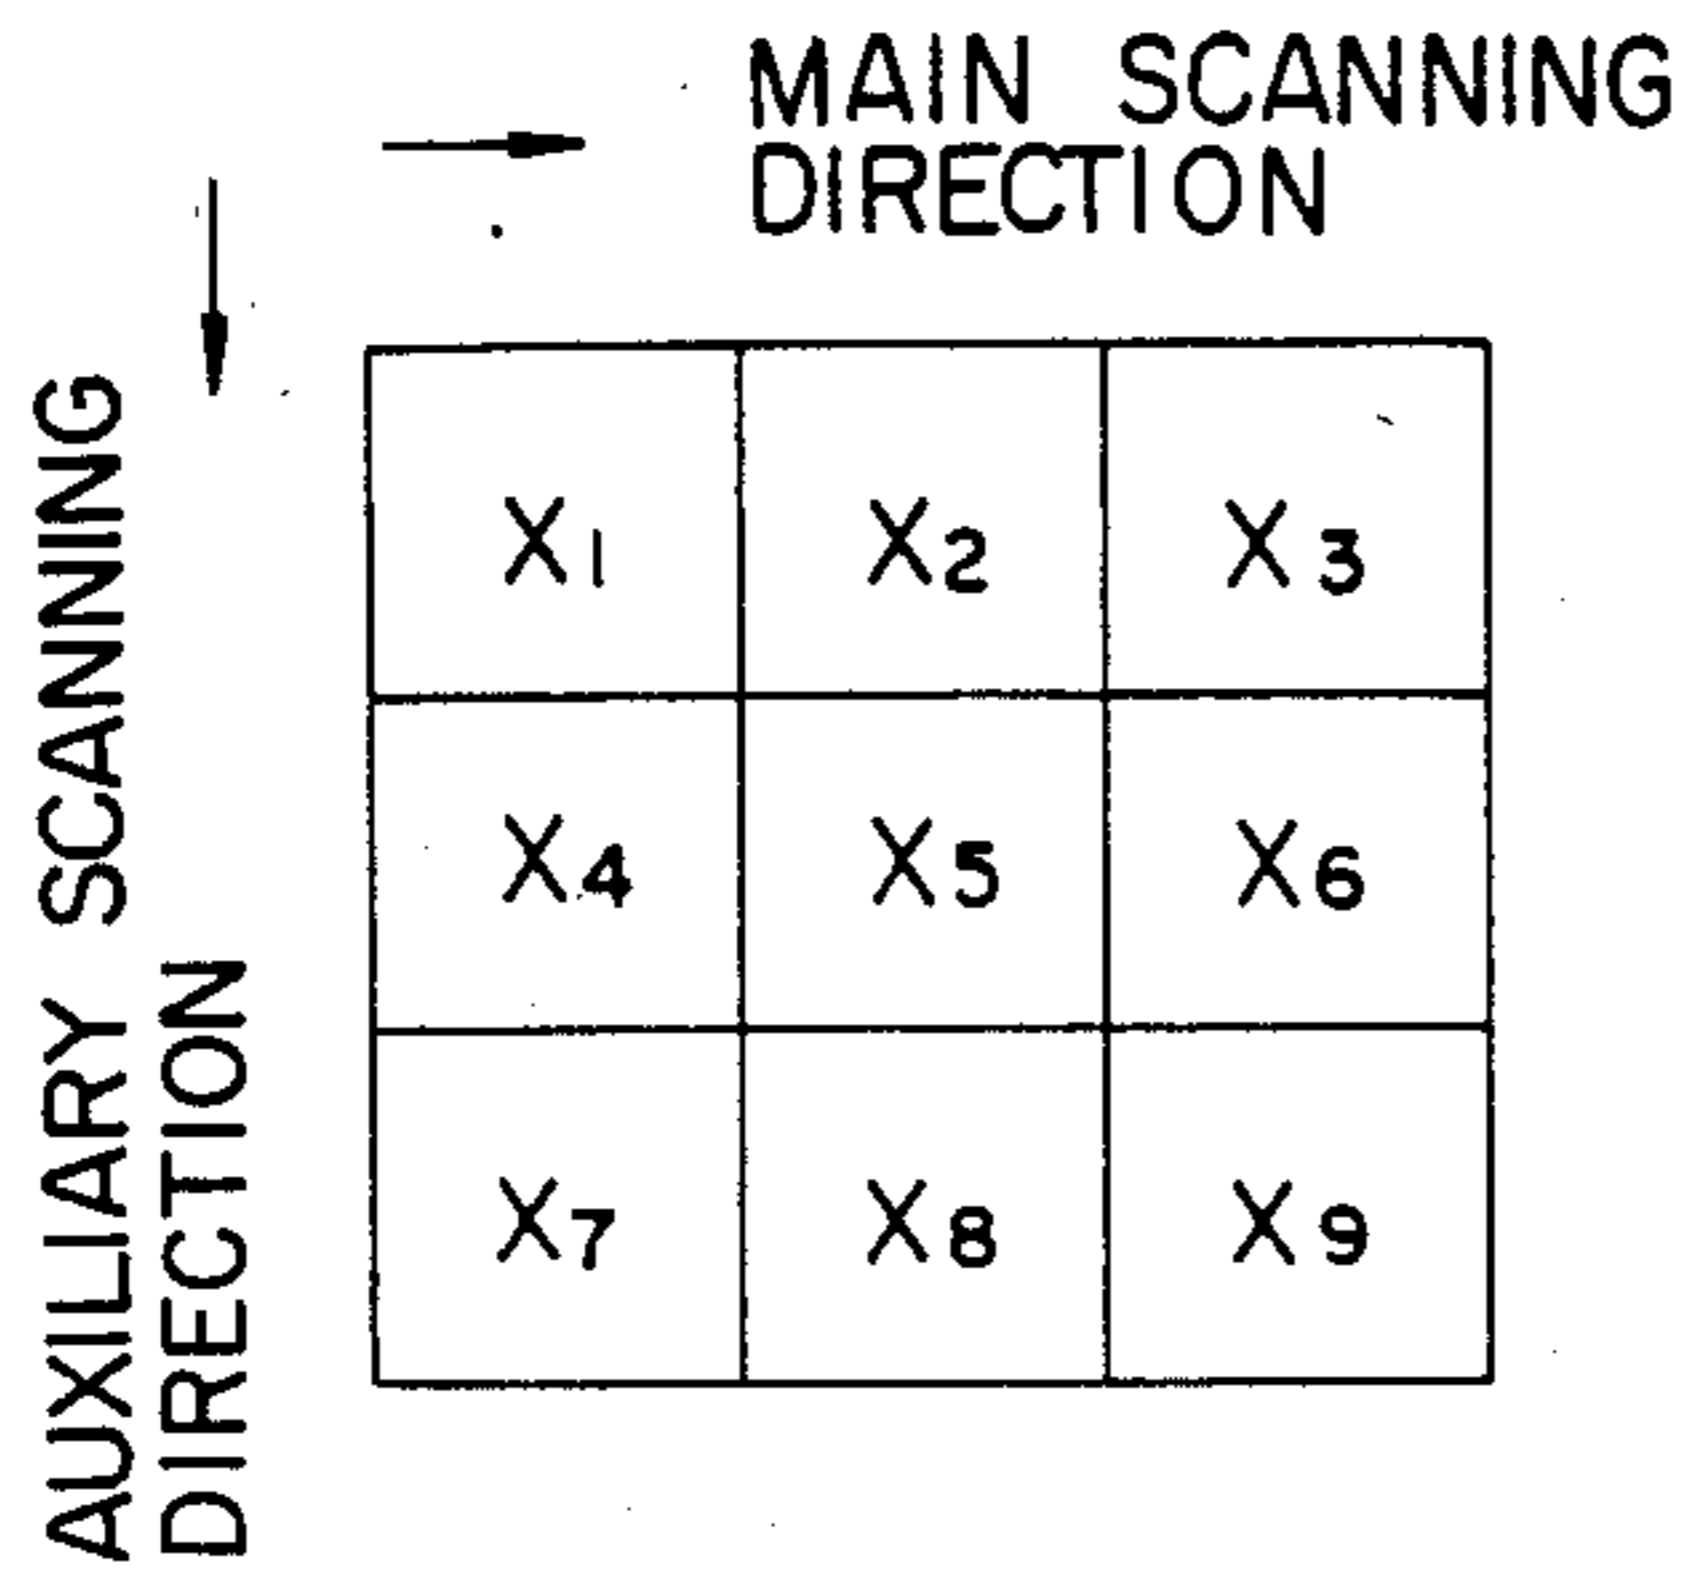 MAIN SCANNING
DIRECTION
AUXILIARY SCANNING
DIRECTION
X1 X2 X3
X4 X5 X6
X7 X8 X9